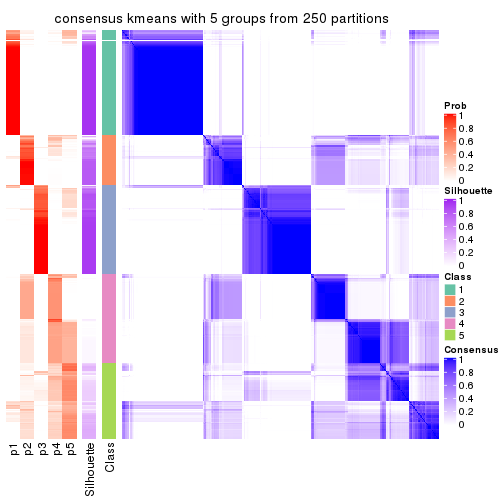 consensus kmeans with 5 groups from 250 partitions
Prob
1
0.8
0.6
0.4
0.2
0
Silhouette
1
0.8
0.6
0.4
0.2
0
Class
1
2
3
4
5
Consensus
1
0.8
0.6
0.4
0.2
0
p1
p2
p3
p4
p5
Silhouette
Class